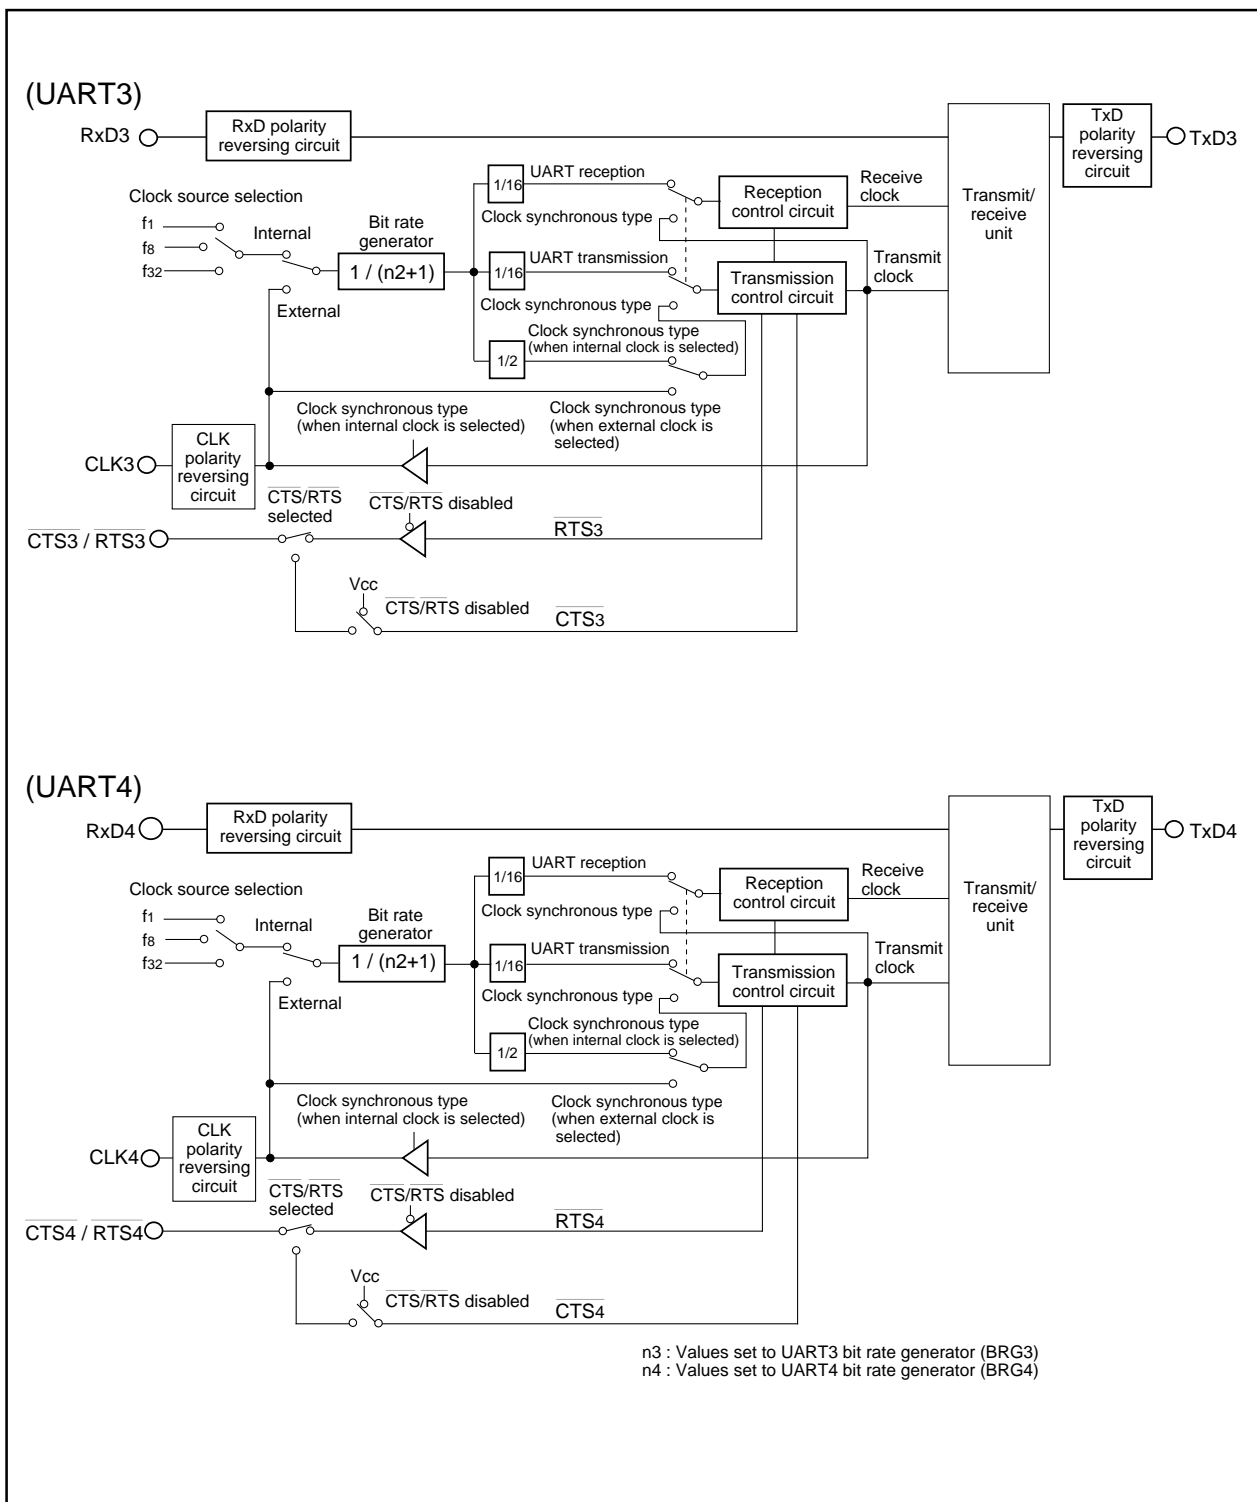 (UART3)
RxD3
RxD polarity
reversing circuit
TxD
polarity
reversing
circuit
TxD3
Clock source selection
f1
f8
f32
Internal
External
Bit rate
generator
1 / (n2+1)
1/16
UART reception
Clock synchronous type
1/16
UART transmission
Clock synchronous type
1/2
Clock synchronous type
(when internal clock is selected)
Reception
control circuit
Receive
clock
Transmission
control circuit
Transmit
clock
Transmit/
receive
unit
Clock synchronous type
(when internal clock is selected)
Clock synchronous type
(when external clock is
selected)
CLK3
CLK
polarity
reversing
circuit
CTS/RTS
selected
CTS/RTS disabled
CTS3 / RTS3
RTS3
Vcc
CTS/RTS disabled
CTS3
(UART4)
RxD4
RxD polarity
reversing circuit
TxD
polarity
reversing
circuit
TxD4
Clock source selection
f1
f8
f32
Internal
External
Bit rate
generator
1 / (n2+1)
1/16
UART reception
Clock synchronous type
1/16
UART transmission
Clock synchronous type
1/2
Clock synchronous type
(when internal clock is selected)
Reception
control circuit
Receive
clock
Transmission
control circuit
Transmit
clock
Transmit/
receive
unit
Clock synchronous type
(when internal clock is selected)
Clock synchronous type
(when external clock is
selected)
CLK4
CLK
polarity
reversing
circuit
CTS/RTS
selected
CTS/RTS disabled
CTS4 / RTS4
RTS4
Vcc
CTS/RTS disabled
CTS4
n3 : Values set to UART3 bit rate generator (BRG3)
n4 : Values set to UART4 bit rate generator (BRG4)